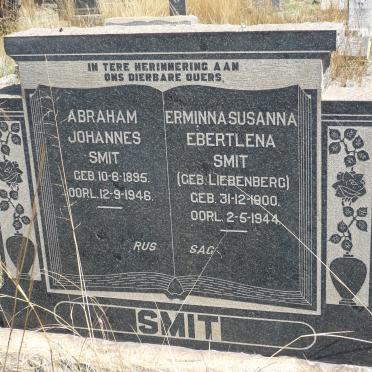 IN TERE HERINNERING AAN
ONS DIERBARE OUERS,
ABRAHAM
JOHANNES
SMIT
GEB. 10-6-1895.
OORL. 12-9-1946.
ERMINNA SUSANNA
EBERTLENA
SMIT
(GEB. LIEBENBERG)
GEB. 31-12-1900.
OORL. 2-5-1944
RUS SAG
SMIT